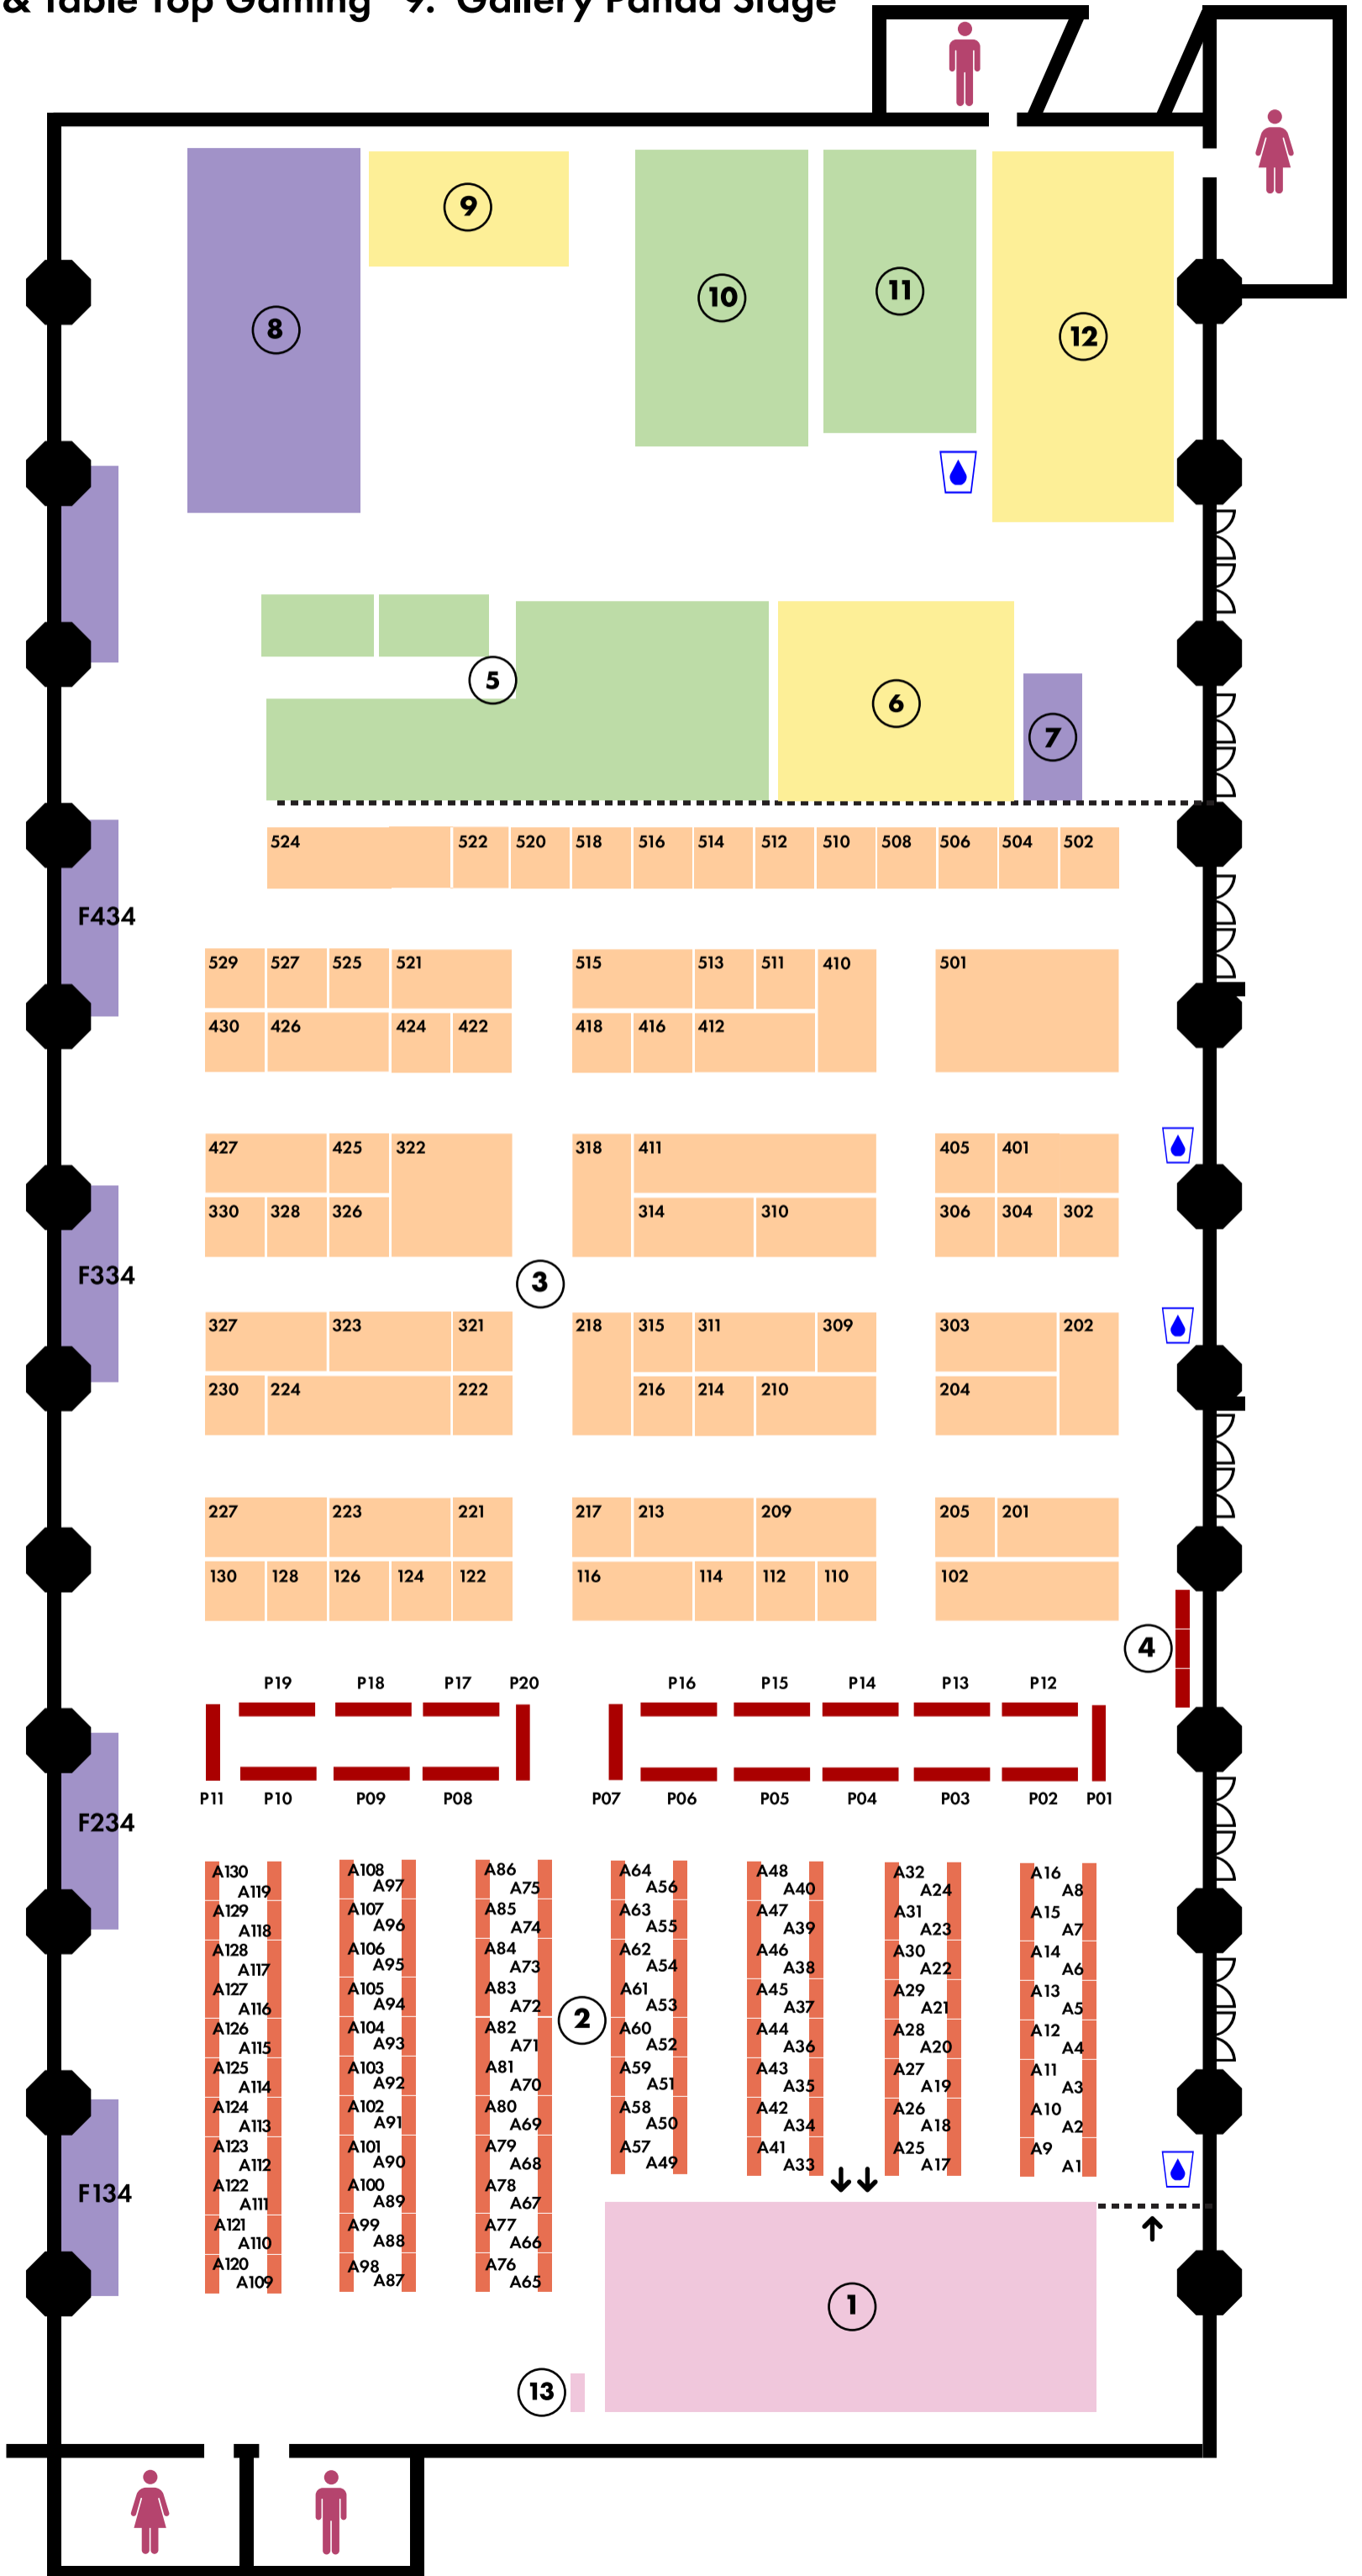 & Table Top Gaming 9. Gallery Panda Stage
9
8
10
11
12
5
6
7
524 522 520 518 516 514 512 510 508 506 504 502
F434
529 527 525 521 515 513 511 410 501
430 426 424 422 418 416 412
427 425 322 318 411 405 401
330 328 326 314 310 306 304 302
F334
3
327 323 321 218 315 311 309 303 202
230 224 222 216 214 210 204
227 223 221 217 213 209 205 201
130 128 126 124 122 116 114 112 110 102
4
P19 P18 P17 P20 P16 P15 P14 P13 P12
P11 P10 P09 P08 P07 P06 P05 P04 P03 P02 P01
F234
A130 A108 A86 A64 A48 A32 A16
A119 A97 A75 A56 A40 A24 A8
A129 A107 A85 A63 A47 A31 A15
A118 A96 A74 A55 A39 A23 A7
A128 A106 A84 A62 A46 A30 A14
A117 A95 A73 A54 A38 A22 A6
A127 A105 A83 A61 A45 A29 A13
A116 A94 A72 A53 A37 A21 A5
2
A126 A104 A82 A60 A44 A28 A12
A115 A93 A71 A52 A36 A20 A4
A125 A103 A81 A59 A43 A27 A11
A114 A92 A70 A51 A35 A19 A3
A124 A102 A80 A58 A42 A26 A10
A113 A91 A69 A50 A34 A18 A2
A123 A101 A79 A57 A41 A25 A9
A112 A90 A68 A49 A33 A17 A1
F134
A122 A100 A78
A111 A89 A67
A121 A99 A77
A110 A88 A66
A120 A98 A76
A109 A87 A65
1
13